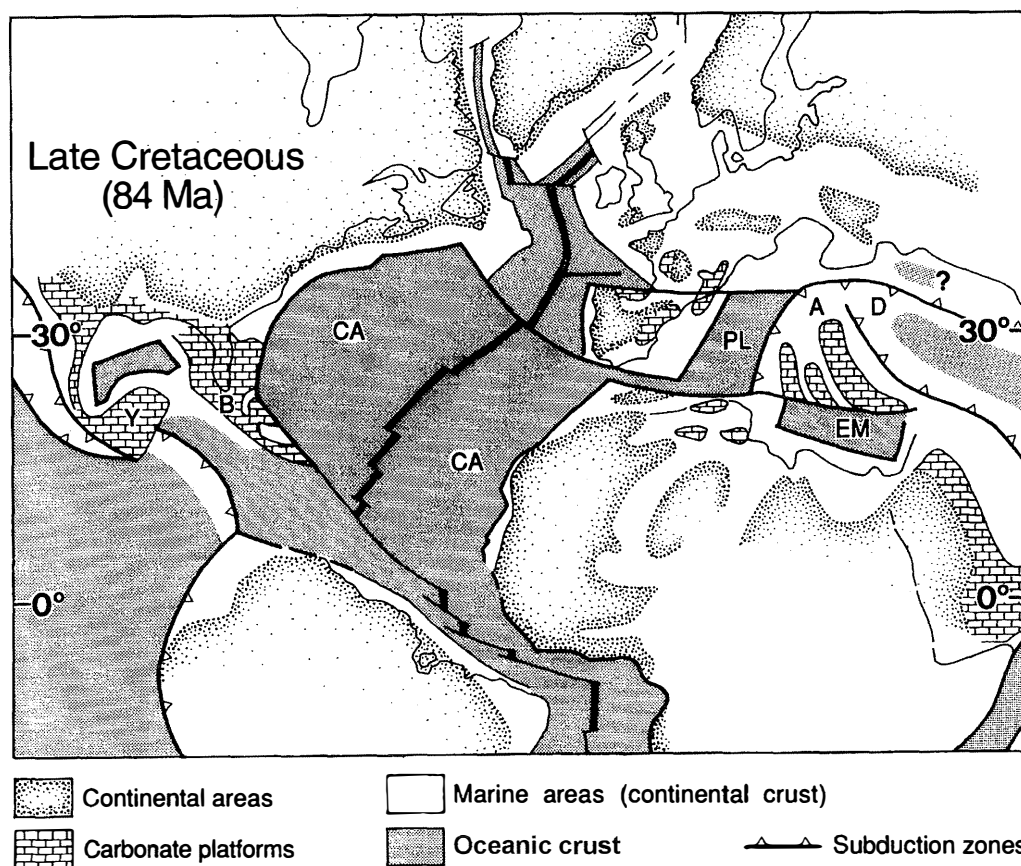 Late Cretaceous
(84 Ma)
?
CA
A
D
30°
30°
PL
B
Y
EM
CA
0°
0°
Continental areas
Marine areas (continental crust)
Carbonate platforms
Oceanic crust
Subduction zones